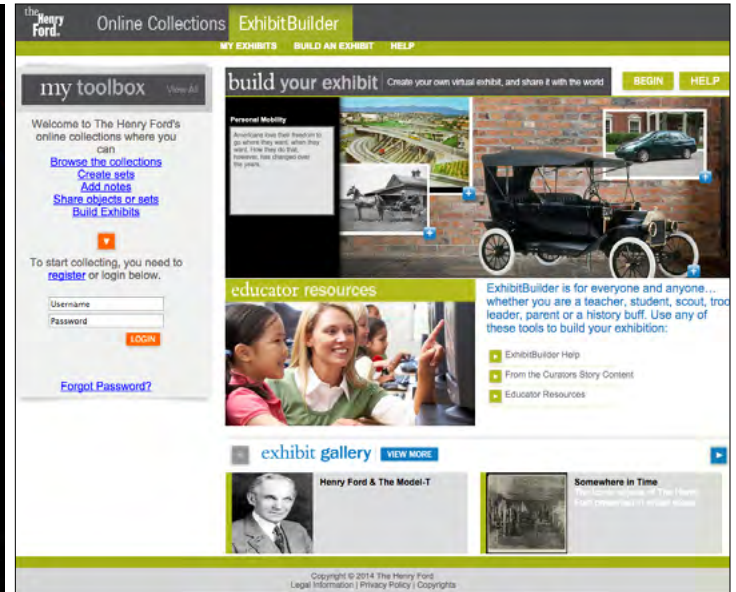 the Henry Ford.
Online Collections ExhibitBuilder
MY EXHIBITS BUILD AN EXHIBIT HELP
my toolbox View All
Welcome to The Henry Ford's
online collections where you
can
Browse the collections
Create sets
Add notes
Share objects or sets
Build Exhibits
To start collecting, you need to
register or login below.
Username
Password
LOGIN
Forgot Password?
build your exhibit Create your own virtual exhibit, and share it with the world BEGIN HELP
Personal Mobility
Americans love their freedom to
go where they want, when they
want. How they do that,
however, has changed over
the years.
educator resources
ExhibitBuilder is for everyone and anyone...
whether you are a teacher, student, scout, troo
leader, parent or a history buff. Use any of
these tools to build your exhibition:
ExhibitBuilder Help
From the Curators Story Content
Educator Resources
exhibit gallery VIEW MORE
Henry Ford & The Model-T
Somewhere in Time
Copyright © 2014 The Henry Ford
Legal Information | Privacy Policy | Copyrights